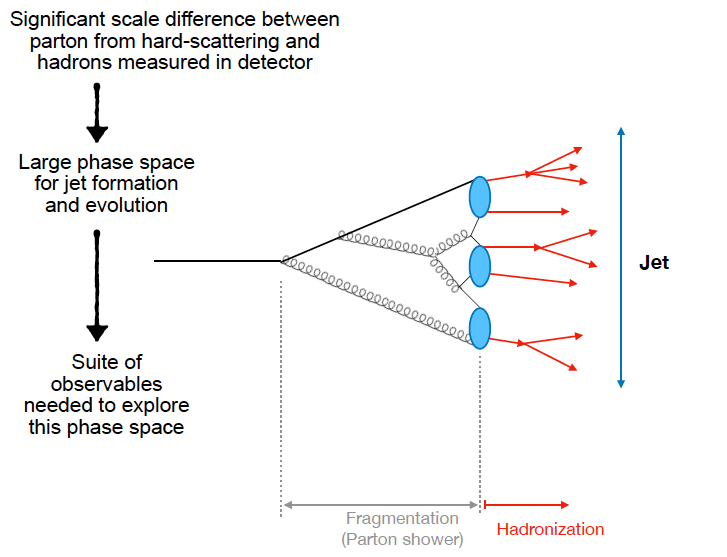 Significant scale difference between
parton from hard-scattering and
hadrons measured in detector
Large phase space
for jet formation
and evolution
Suite of
observables
needed to explore
this phase space
Jet
Fragmentation
(Parton shower)
Hadronization